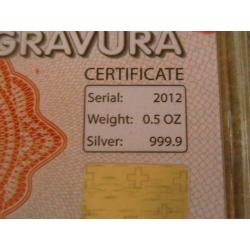 GRAVURA
CERTIFICATE
Serial: 2012
Weight: 0.5 OZ
Silver: 999.9